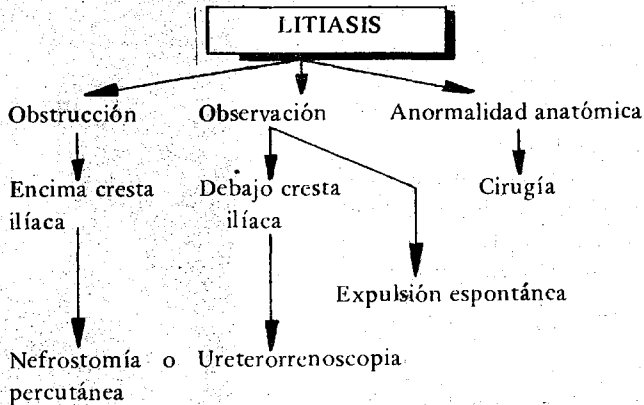 LITIASIS
Obstrucción Observación Anormalidad anatómica
Encima cresta ilíaca
Debajo cresta ilíaca
Cirugía
Expulsión espontánea
Nefrostomía o Ureterorrenoscopia
percutánea